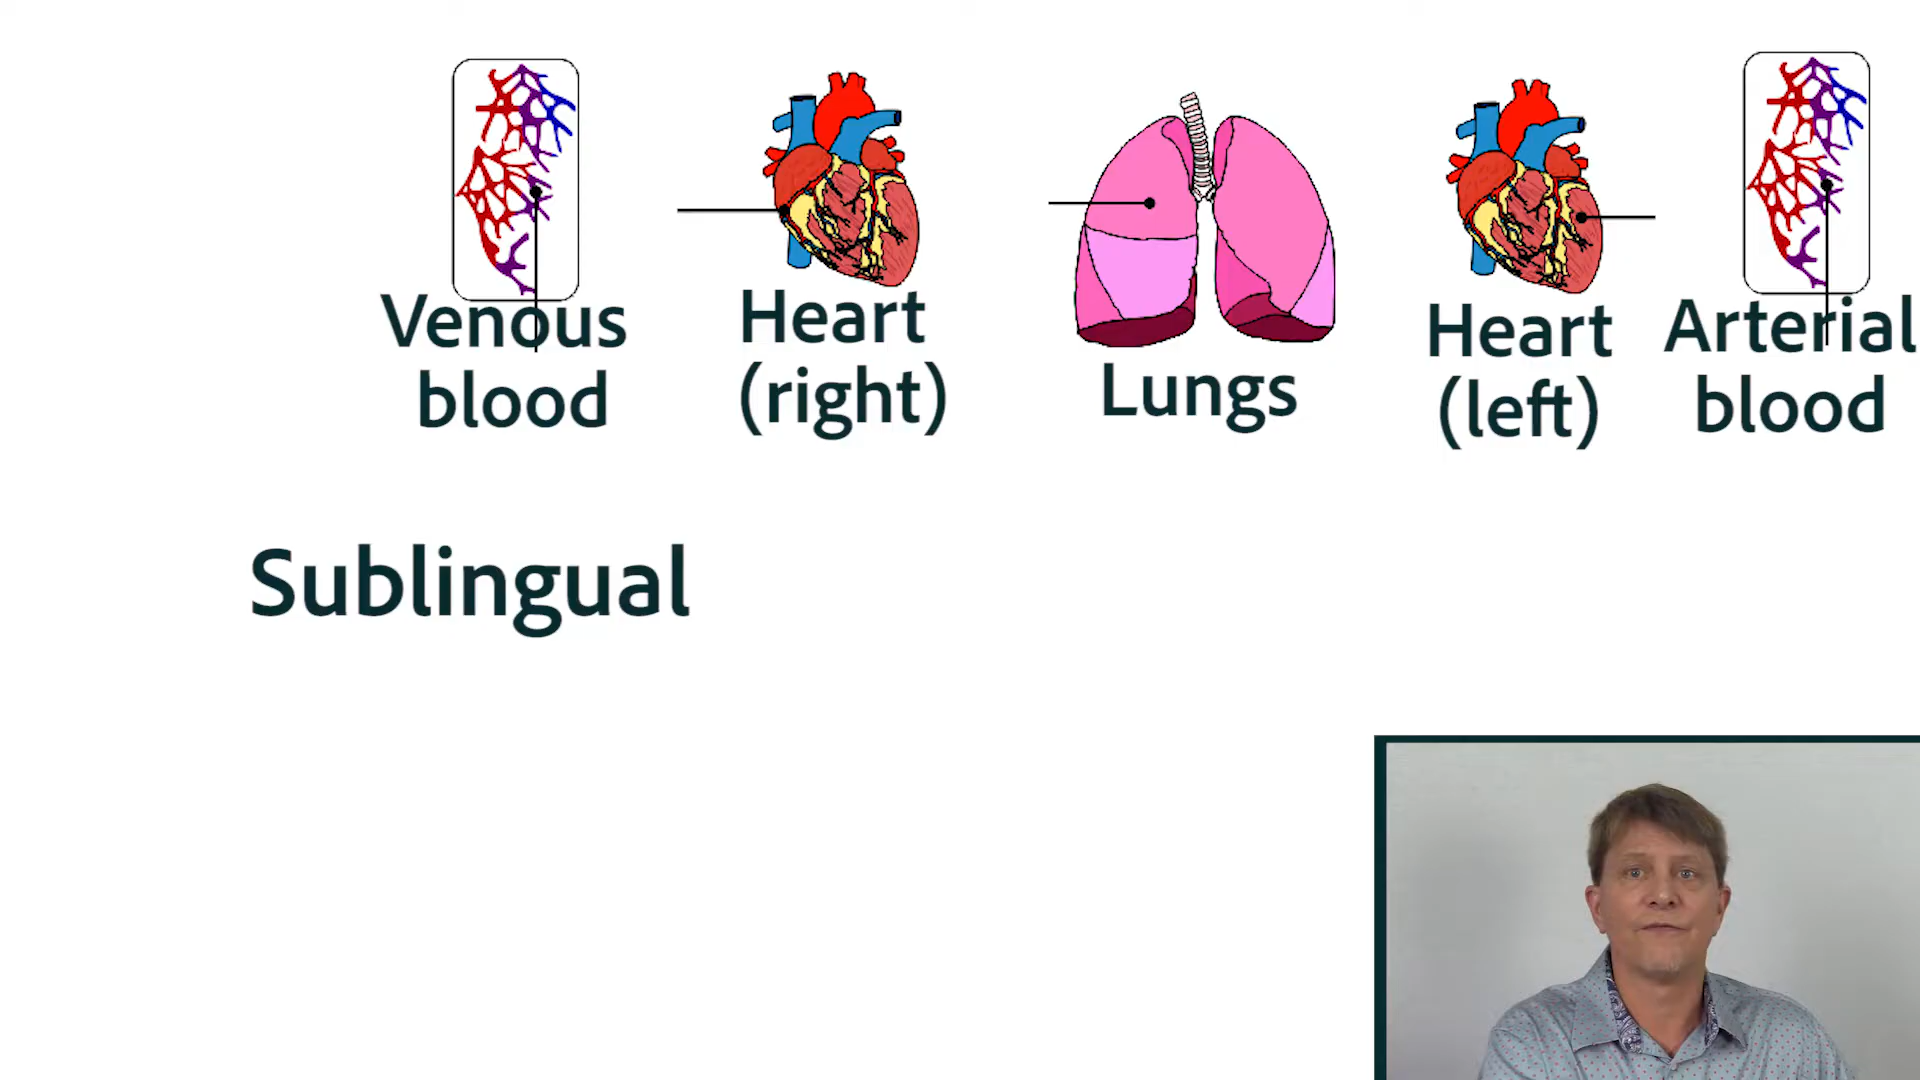 Venous
blood
Heart
(right)
Lungs
Heart
(left)
Arterial
blood
Sublingual